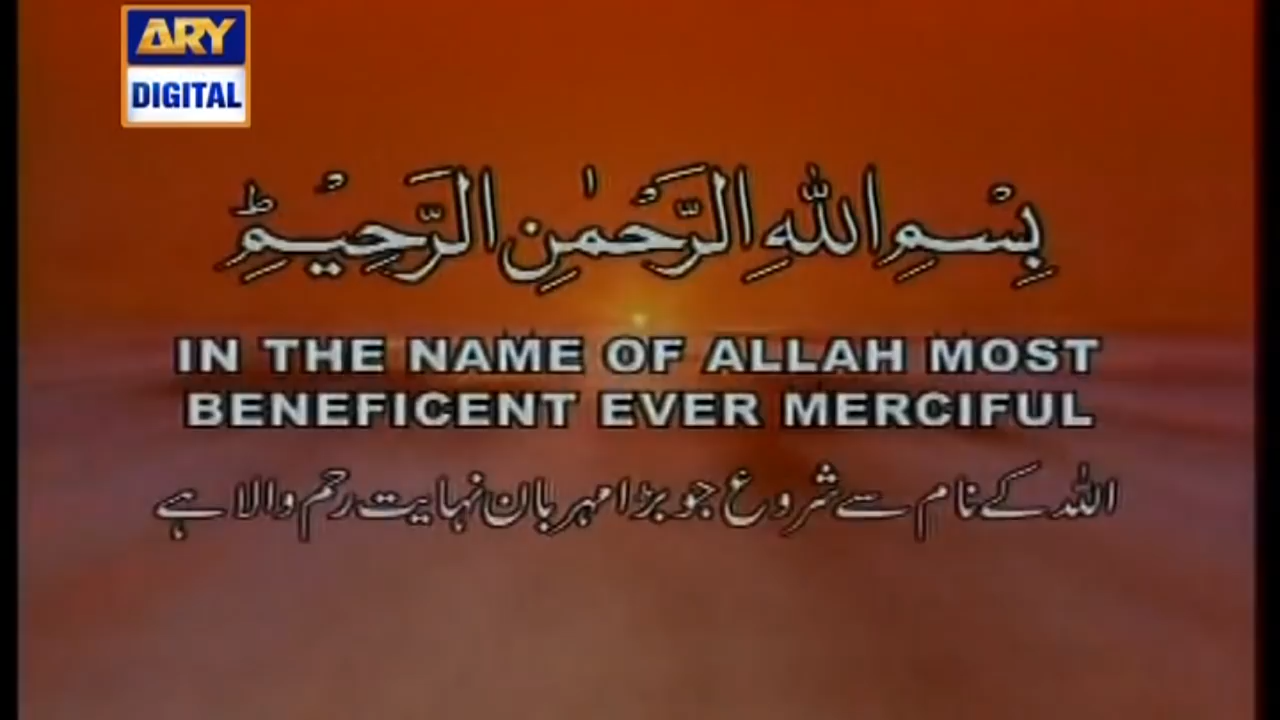 ARY
DIGITAL
بِسْمِ اللّٰهِ الرَّحْمٰنِ الرَّحِيْمِ ؕ
IN THE NAME OF ALLAH MOST
BENEFICENT EVER MERCIFUL
اللہ کے نام سے شروع جو بڑا مہربان نہایت رحم والا ہے